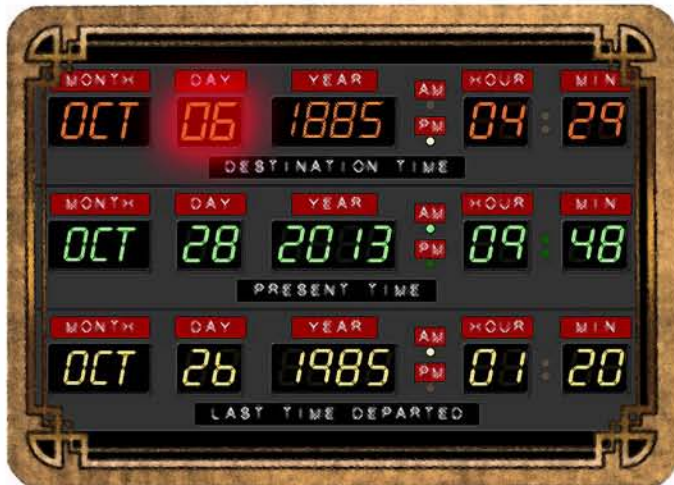 MONTH DAY YEAR AM HOUR MIN
OCT 06 1885 PM 04 : 29
DESTINATION TIME
MONTH DAY YEAR AM HOUR MIN
OCT 28 2013 PM 09 : 48
PRESENT TIME
MONTH DAY YEAR AM HOUR MIN
OCT 26 1985 PM 01 : 20
LAST TIME DEPARTED